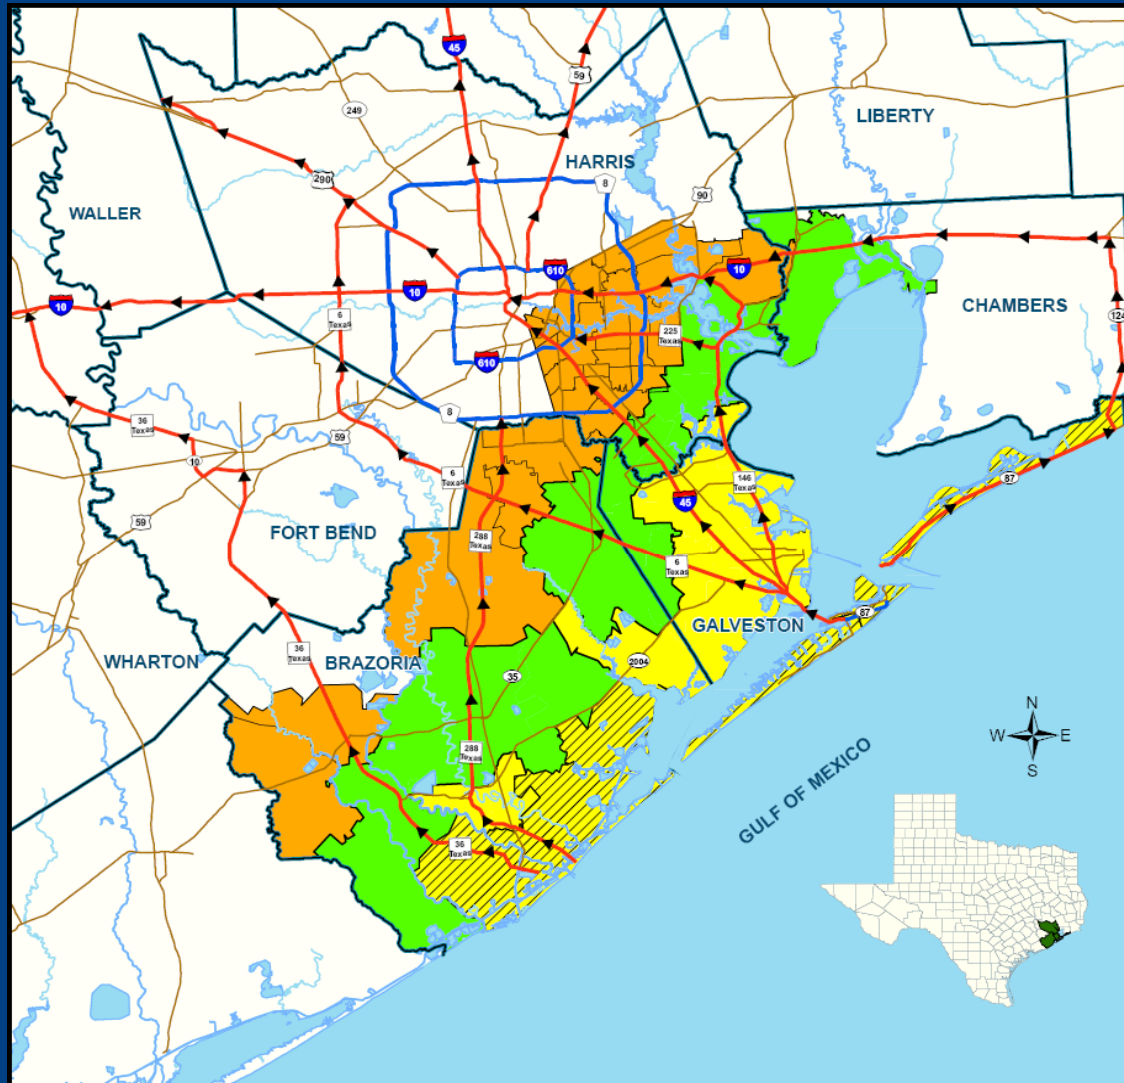 45
59
249
LIBERTY
HARRIS
290
8
90
WALLER
610
10
10
10
CHAMBERS
6
Texas
225
Texas
124
610
8
36
Texas
59
10
6
Texas
146
Texas
87
45
59
FORT BEND
288
Texas
6
Texas
87
GALVESTON
36
Texas
WHARTON
BRAZORIA
2004
35
N
W
E
S
288
Texas
GULF OF MEXICO
36
Texas